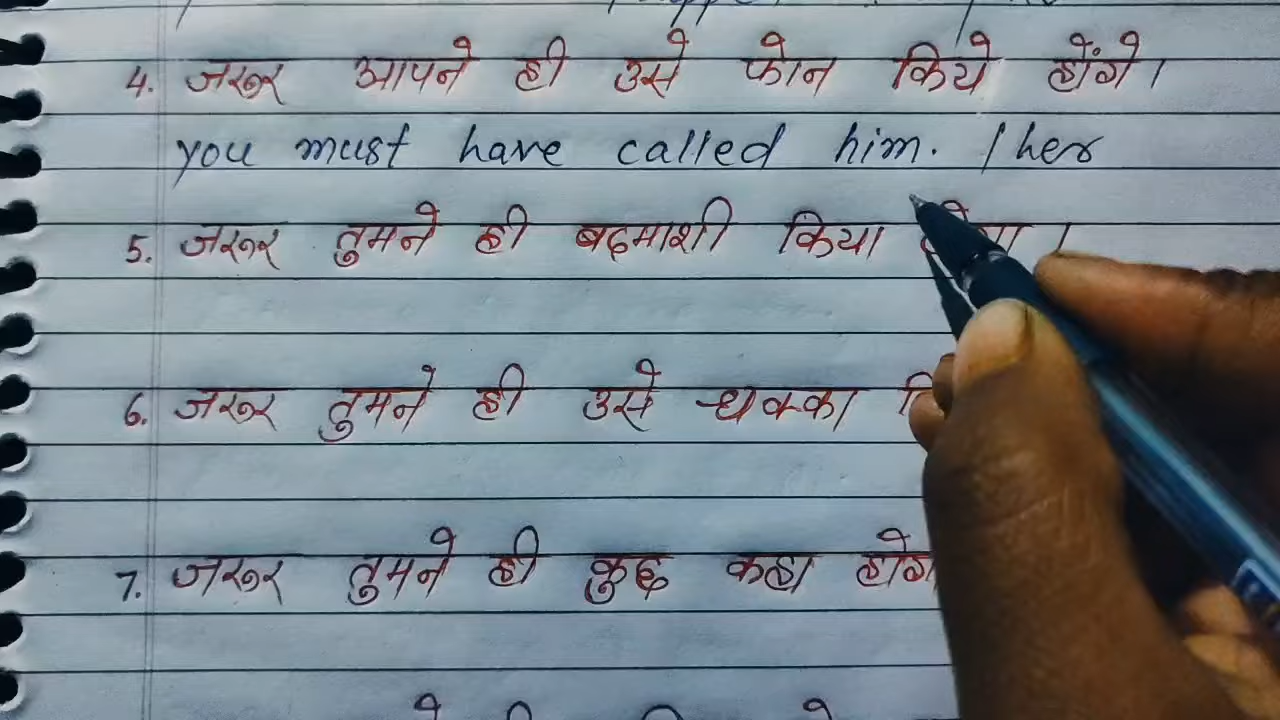 4. जरूर आपने ही उसे फोन किये होंगे।
you must have called him. / her
5. जरूर तुमने ही बदमाशी किया ।
6. जरूर तुमने ही उसे धक्का
7. जरूर तुमने ही कुछ कहा